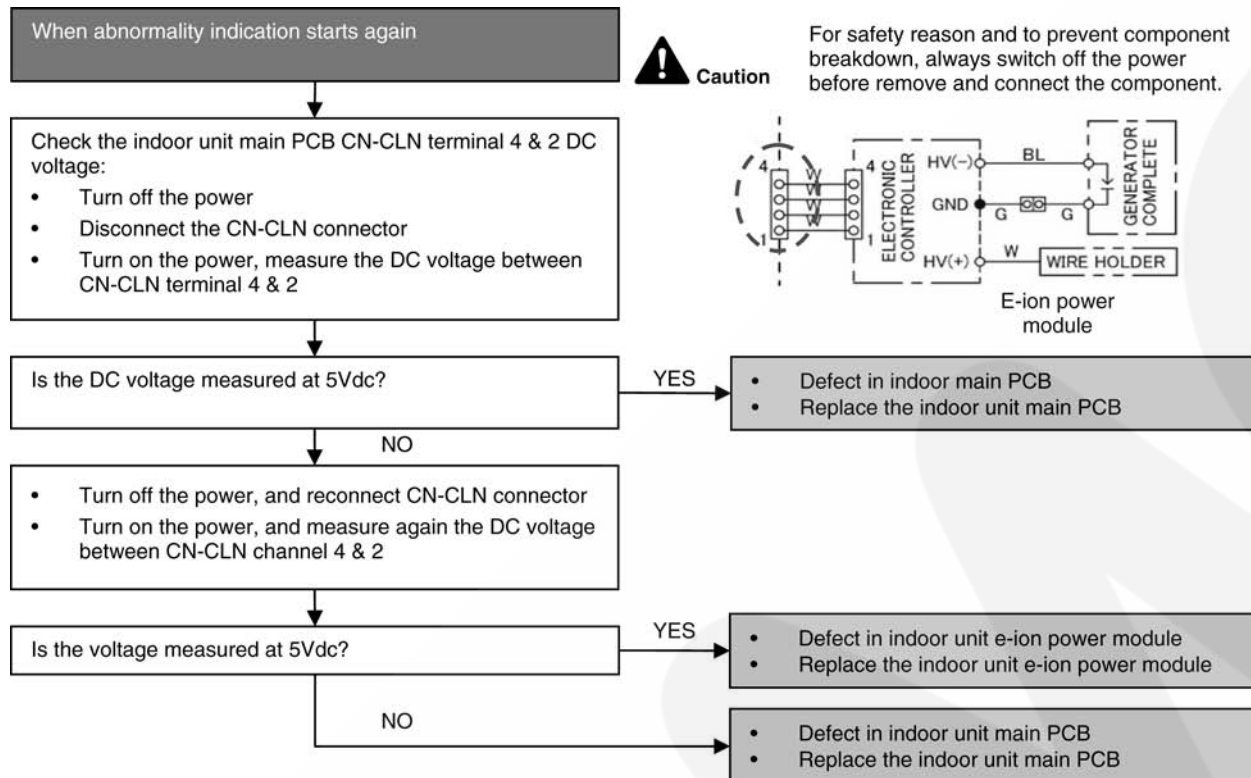 When abnormality indication starts again
Caution
For safety reason and to prevent component
breakdown, always switch off the power
before remove and connect the component.
Check the indoor unit main PCB CN-CLN terminal 4 & 2 DC
voltage:
• Turn off the power
• Disconnect the CN-CLN connector
• Turn on the power, measure the DC voltage between
CN-CLN terminal 4 & 2
4
W
W
W
W
1
4
1
ELECTRONIC
CONTROLLER
HV(−)
BL
GND
G
G
HV(+)
W
WIRE HOLDER
GENERATOR
COMPLETE
E-ion power
module
Is the DC voltage measured at 5Vdc?
YES
• Defect in indoor main PCB
• Replace the indoor unit main PCB
NO
• Turn off the power, and reconnect CN-CLN connector
• Turn on the power, and measure again the DC voltage
between CN-CLN channel 4 & 2
Is the voltage measured at 5Vdc?
YES
• Defect in indoor unit e-ion power module
• Replace the indoor unit e-ion power module
NO
• Defect in indoor unit main PCB
• Replace the indoor unit main PCB